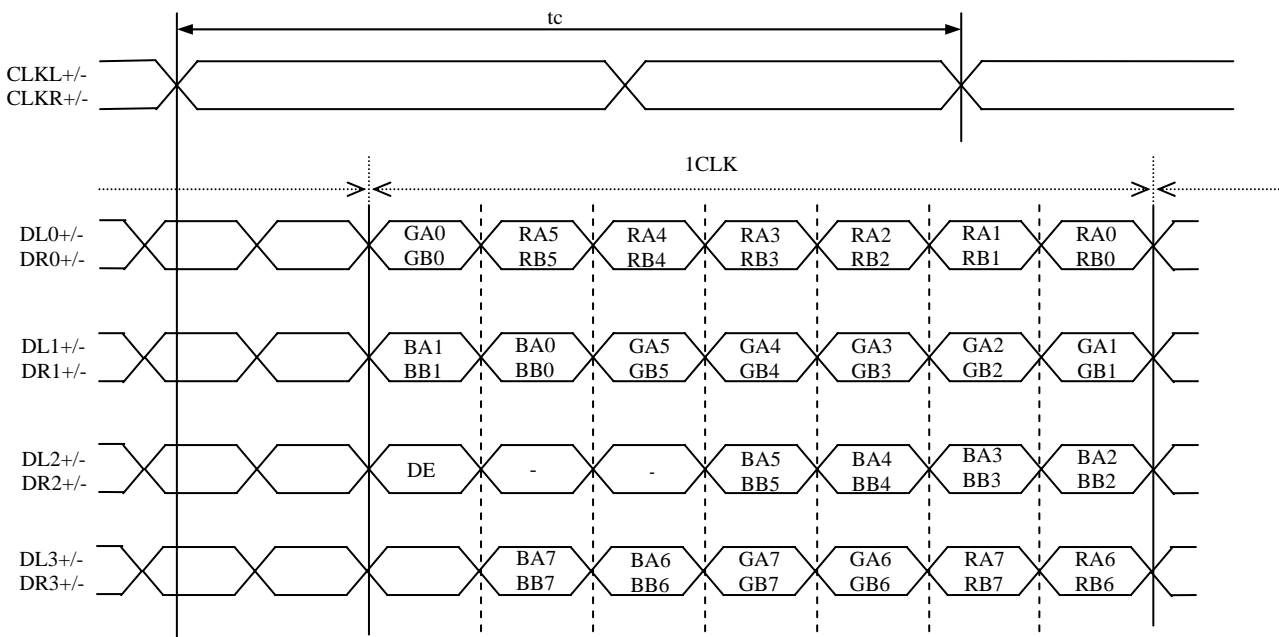 tc
CLKL+/-
CLKR+/-
1CLK
DL0+/- GA0 RA5 RA4 RA3 RA2 RA1 RA0
DR0+/- GB0 RB5 RB4 RB3 RB2 RB1 RB0
DL1+/- BA1 BA0 GA5 GA4 GA3 GA2 GA1
DR1+/- BB1 BB0 GB5 GB4 GB3 GB2 GB1
DL2+/- BA5 BA4 BA3 BA2
DE - -
DR2+/- BB5 BB4 BB3 BB2
DL3+/- BA7 BA6 GA7 GA6 RA7 RA6
DR3+/- BB7 BB6 GB7 GB6 RB7 RB6